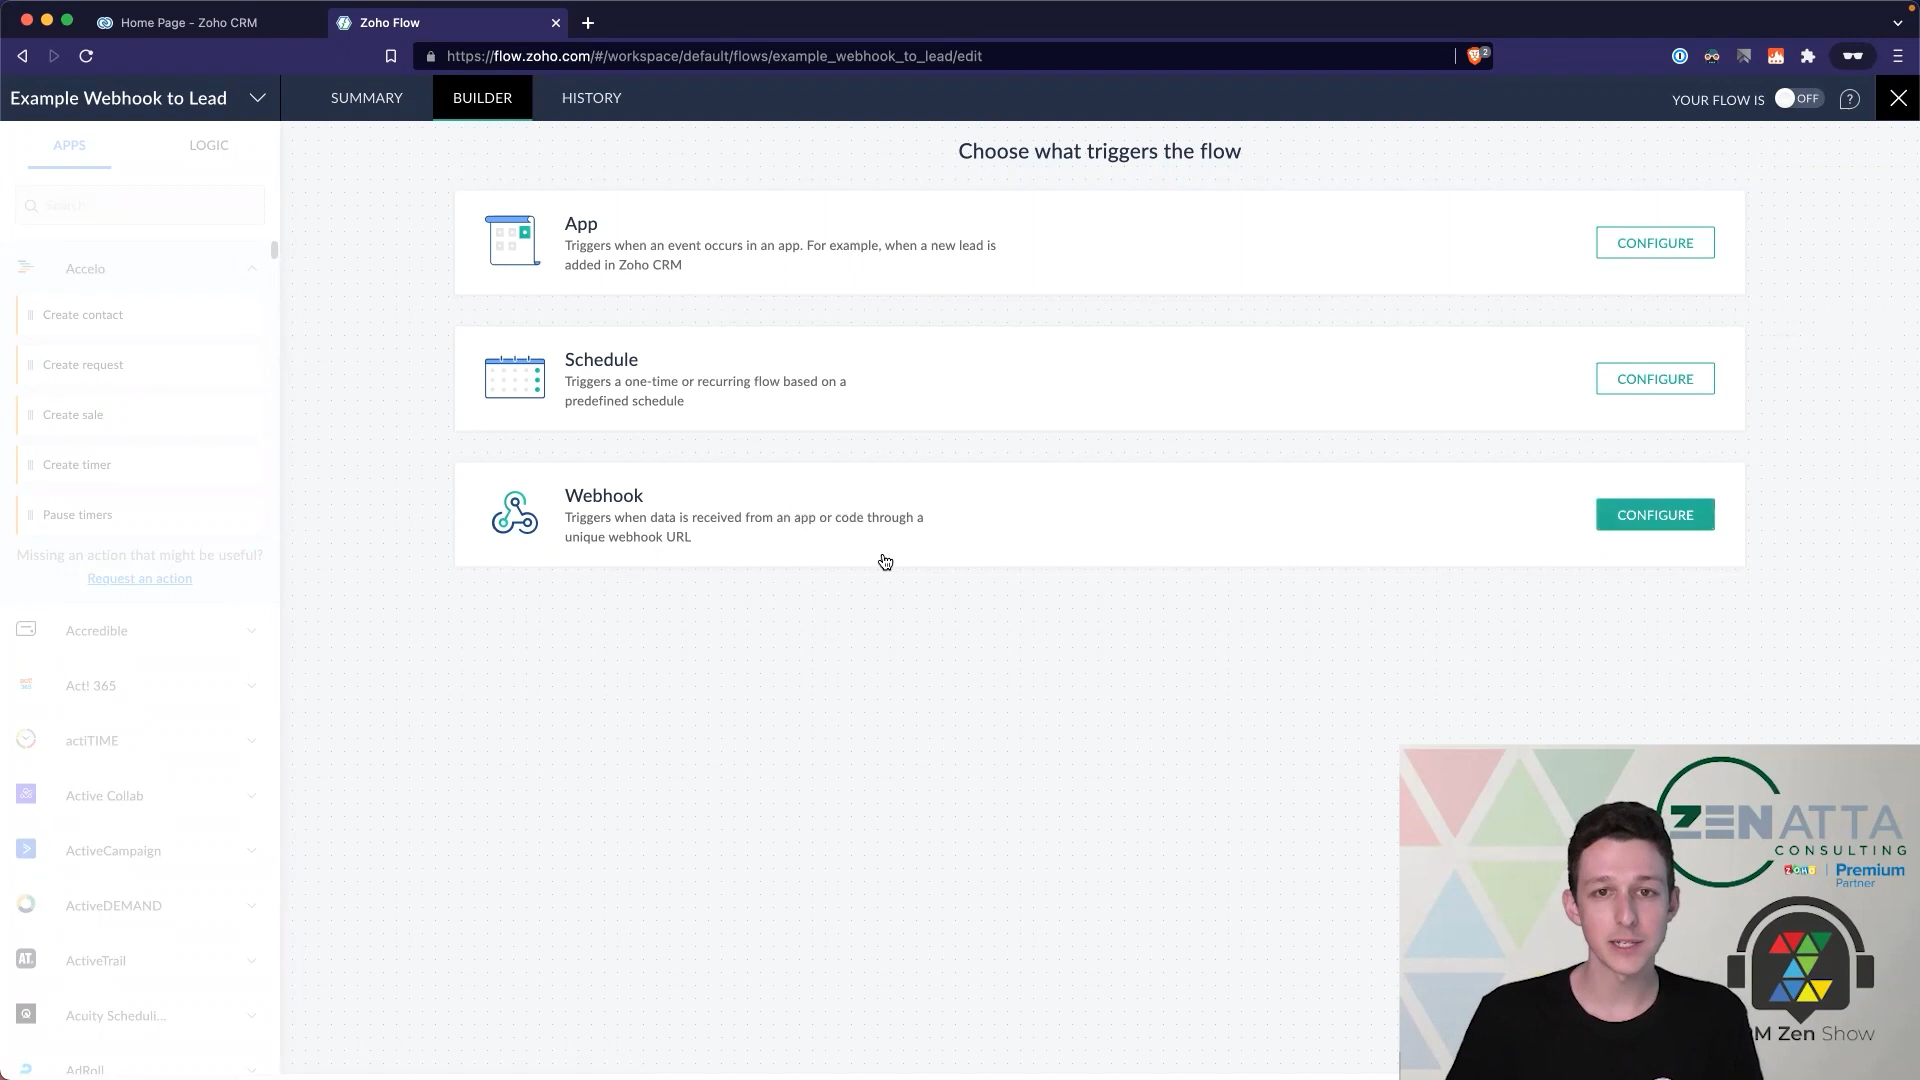 Home Page - Zoho CRM
Zoho Flow
https://flow.zoho.com/#/workspace/default/flows/example_webhook_to_lead/edit
2
Example Webhook to Lead
SUMMARY
BUILDER
HISTORY
YOUR FLOW IS
OFF
?
APPS
LOGIC
Search
Choose what triggers the flow
App
Triggers when an event occurs in an app. For example, when a new lead is
added in Zoho CRM
CONFIGURE
Schedule
Triggers a one-time or recurring flow based on a
predefined schedule
CONFIGURE
Webhook
Triggers when data is received from an app or code through a
unique webhook URL
CONFIGURE
Accelo
Create contact
Create request
Create sale
Create timer
Pause timers
Missing an action that might be useful?
Request an action
Accredible
Act! 365
actiTIME
Active Collab
ActiveCampaign
ActiveDEMAND
AT.
ActiveTrail
Acuity Scheduli...
AdRoll
ZENATTA
CONSULTING
ZOHO | Premium
Partner
M Zen Show